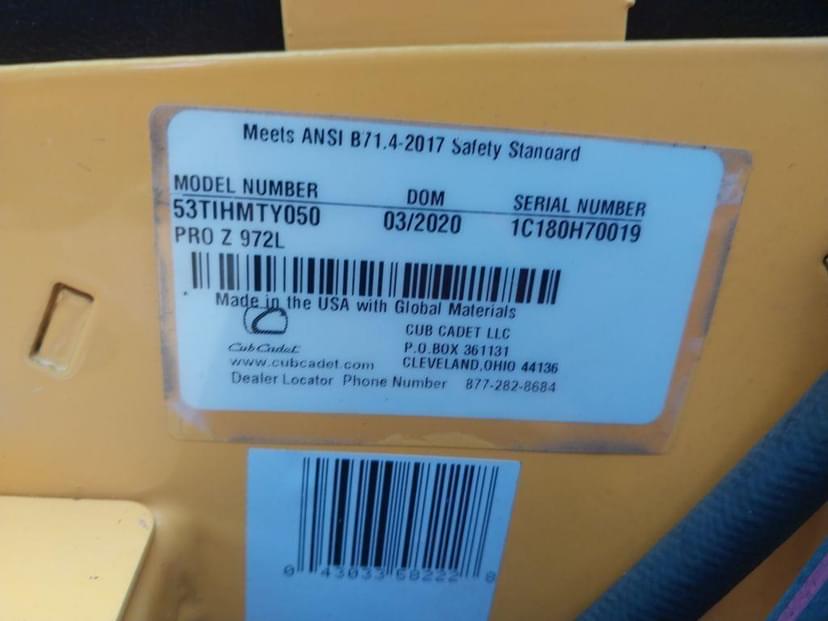 Meets ANSI B71.4-2017 Safety Standard
MODEL NUMBER DOM SERIAL NUMBER
53TIHMTY050 03/2020 1C180H70019
PRO Z 972L
Made in the USA with Global Materials
Cub Cadet CUB CADET LLC
P.O.BOX 361131
www.cubcadet.com CLEVELAND,OHIO 44136
Dealer Locator Phone Number 877-282-8684
0 43033 68222 8